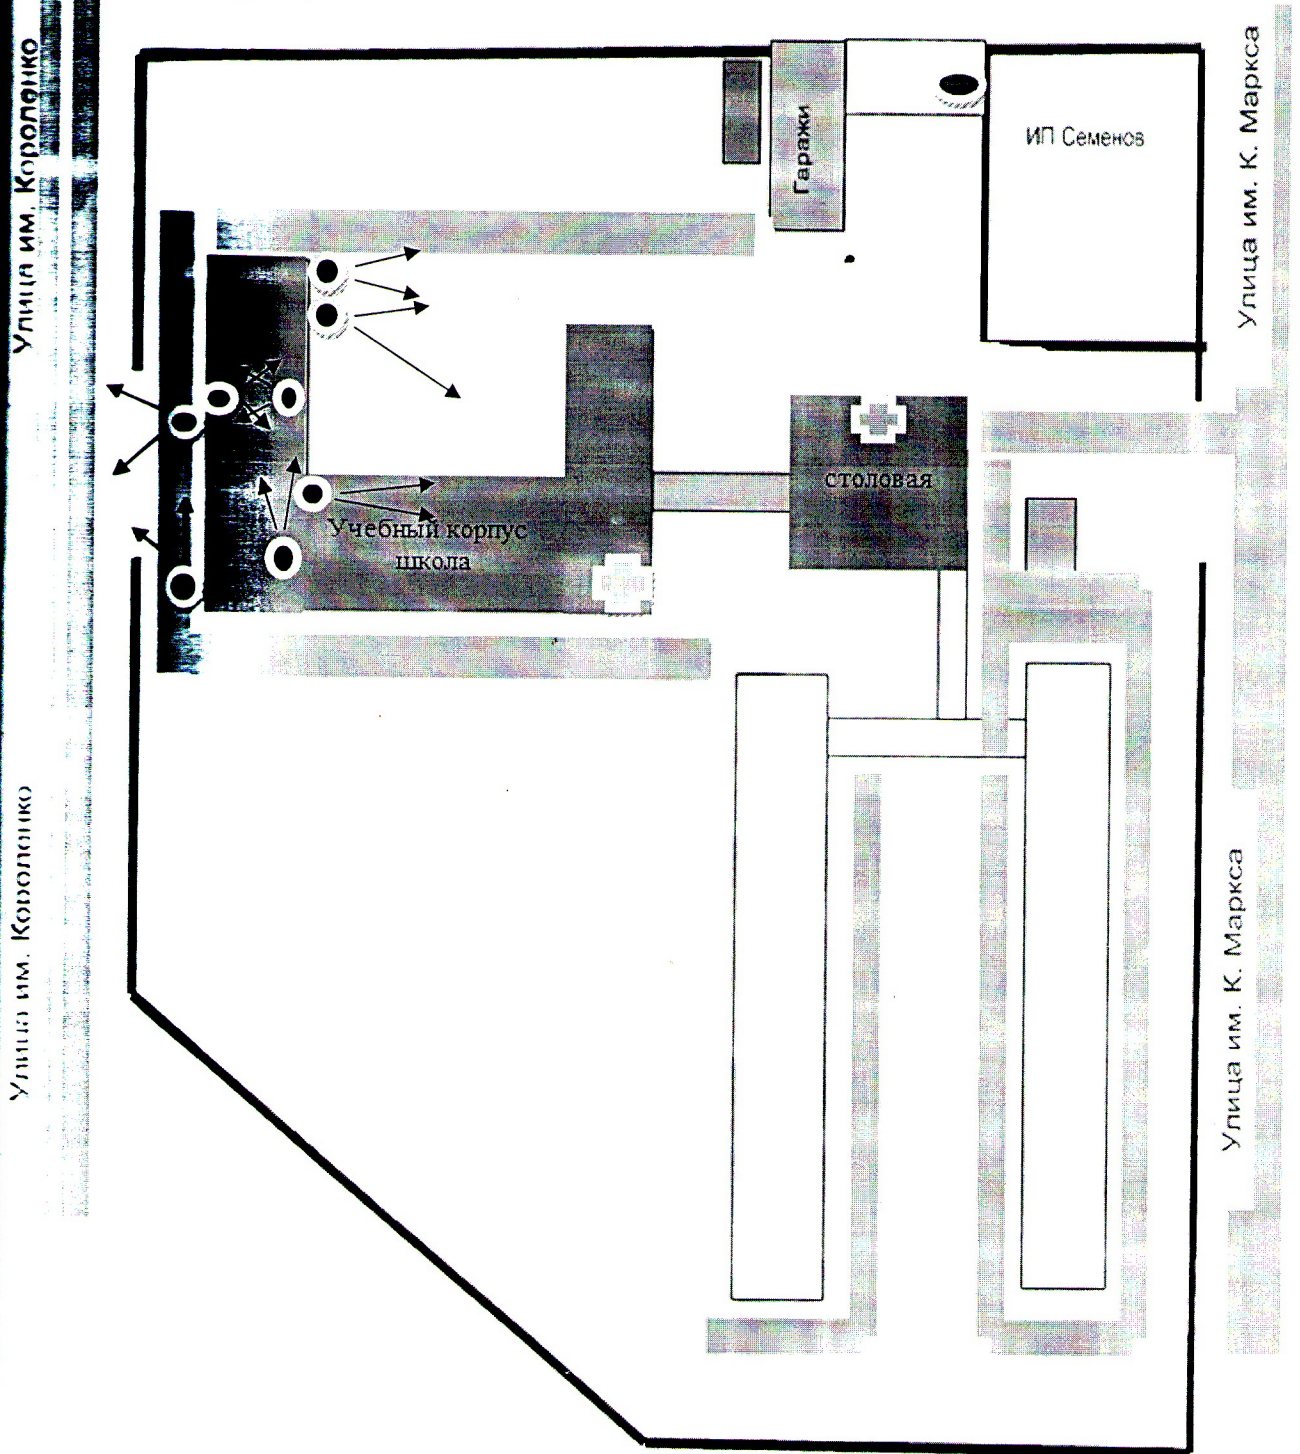 Улица им. Короленко
Гаражи
ИП Семенов
Улица им. К. Маркса
столовая
Учебный корпус
школа
Улица им. Короленко
Улица им. К. Маркса